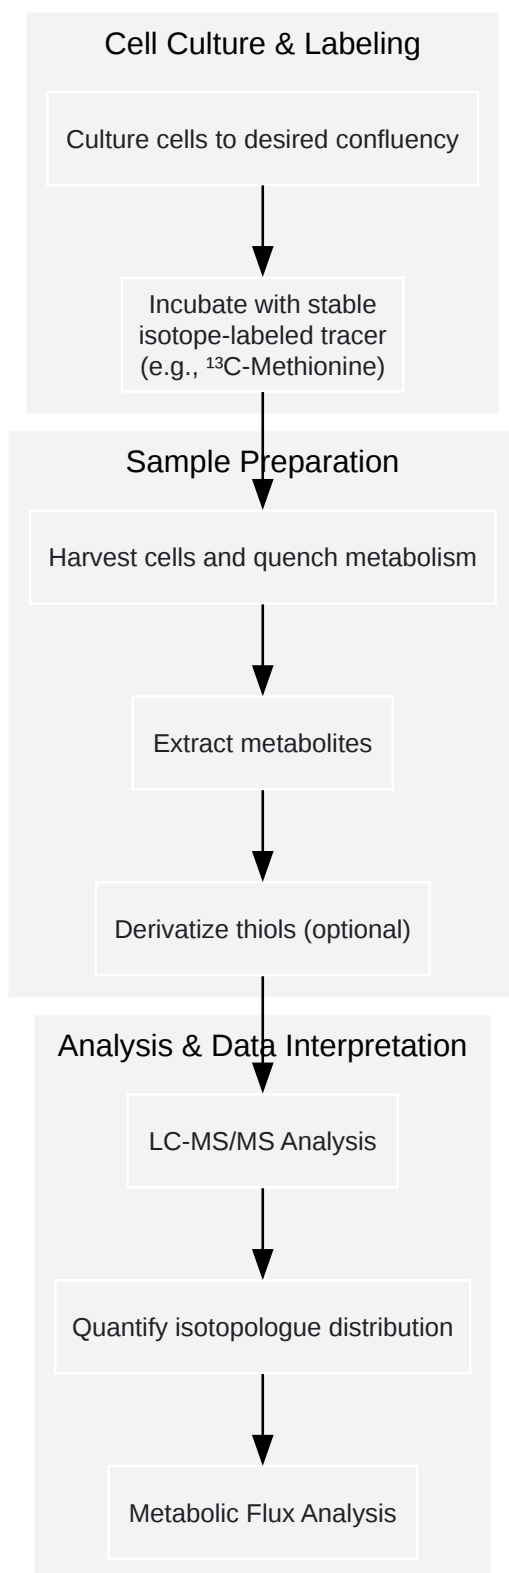 Cell Culture & Labeling
Culture cells to desired confluency
Incubate with stable
isotope-labeled tracer
(e.g., ¹³C-Methionine)
Sample Preparation
Harvest cells and quench metabolism
Extract metabolites
Derivatize thiols (optional)
Analysis & Data Interpretation
LC-MS/MS Analysis
Quantify isotopologue distribution
Metabolic Flux Analysis